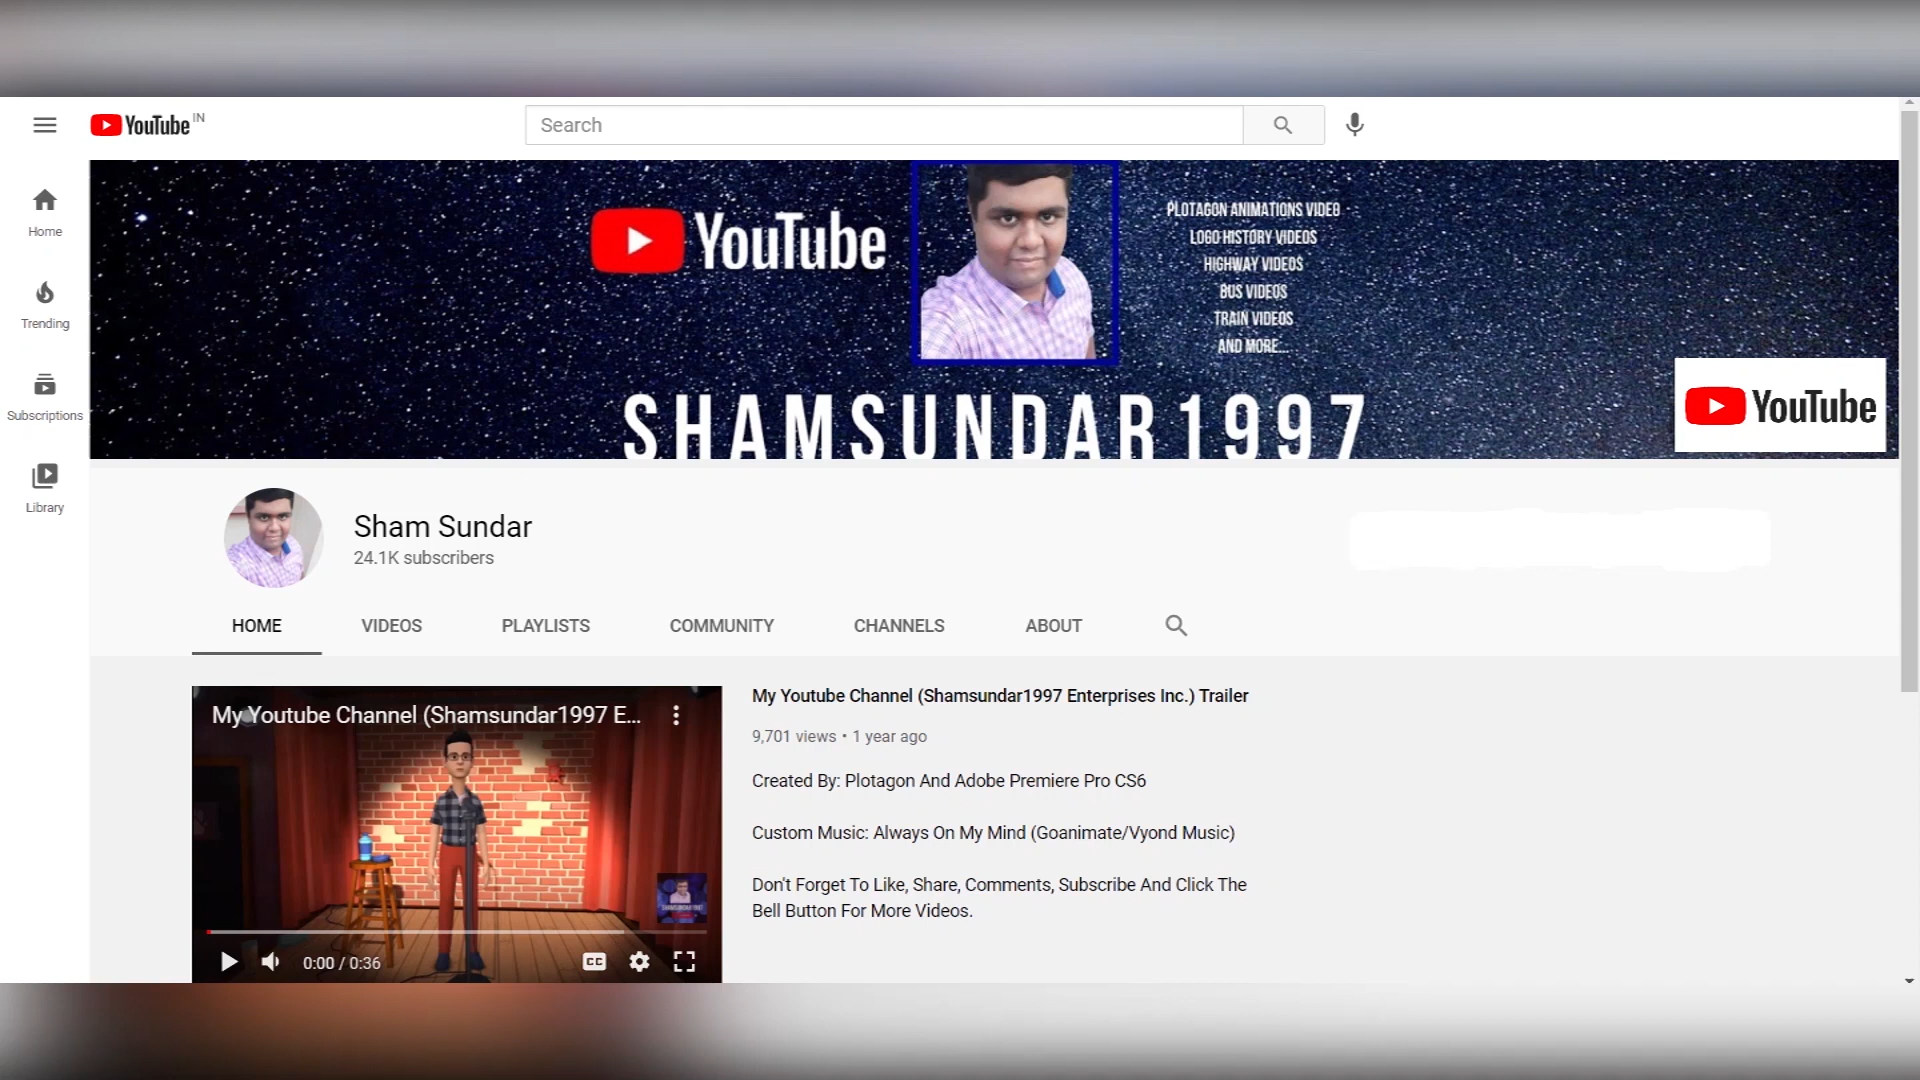 YouTube IN
Search
Home
Trending
Subscriptions
Library
YouTube
PLOTAGON ANIMATIONS VIDEO
LOGO HISTORY VIDEOS
HIGHWAY VIDEOS
BUS VIDEOS
TRAIN VIDEOS
AND MORE...
SHAMSUNDAR1997
YouTube
Sham Sundar
24.1K subscribers
HOME VIDEOS PLAYLISTS COMMUNITY CHANNELS ABOUT
My Youtube Channel (Shamsundar1997 E...
SHAMSUNDAR1997
0:00 / 0:36
CC
My Youtube Channel (Shamsundar1997 Enterprises Inc.) Trailer
9,701 views • 1 year ago
Created By: Plotagon And Adobe Premiere Pro CS6
Custom Music: Always On My Mind (Goanimate/Vyond Music)
Don't Forget To Like, Share, Comments, Subscribe And Click The
Bell Button For More Videos.